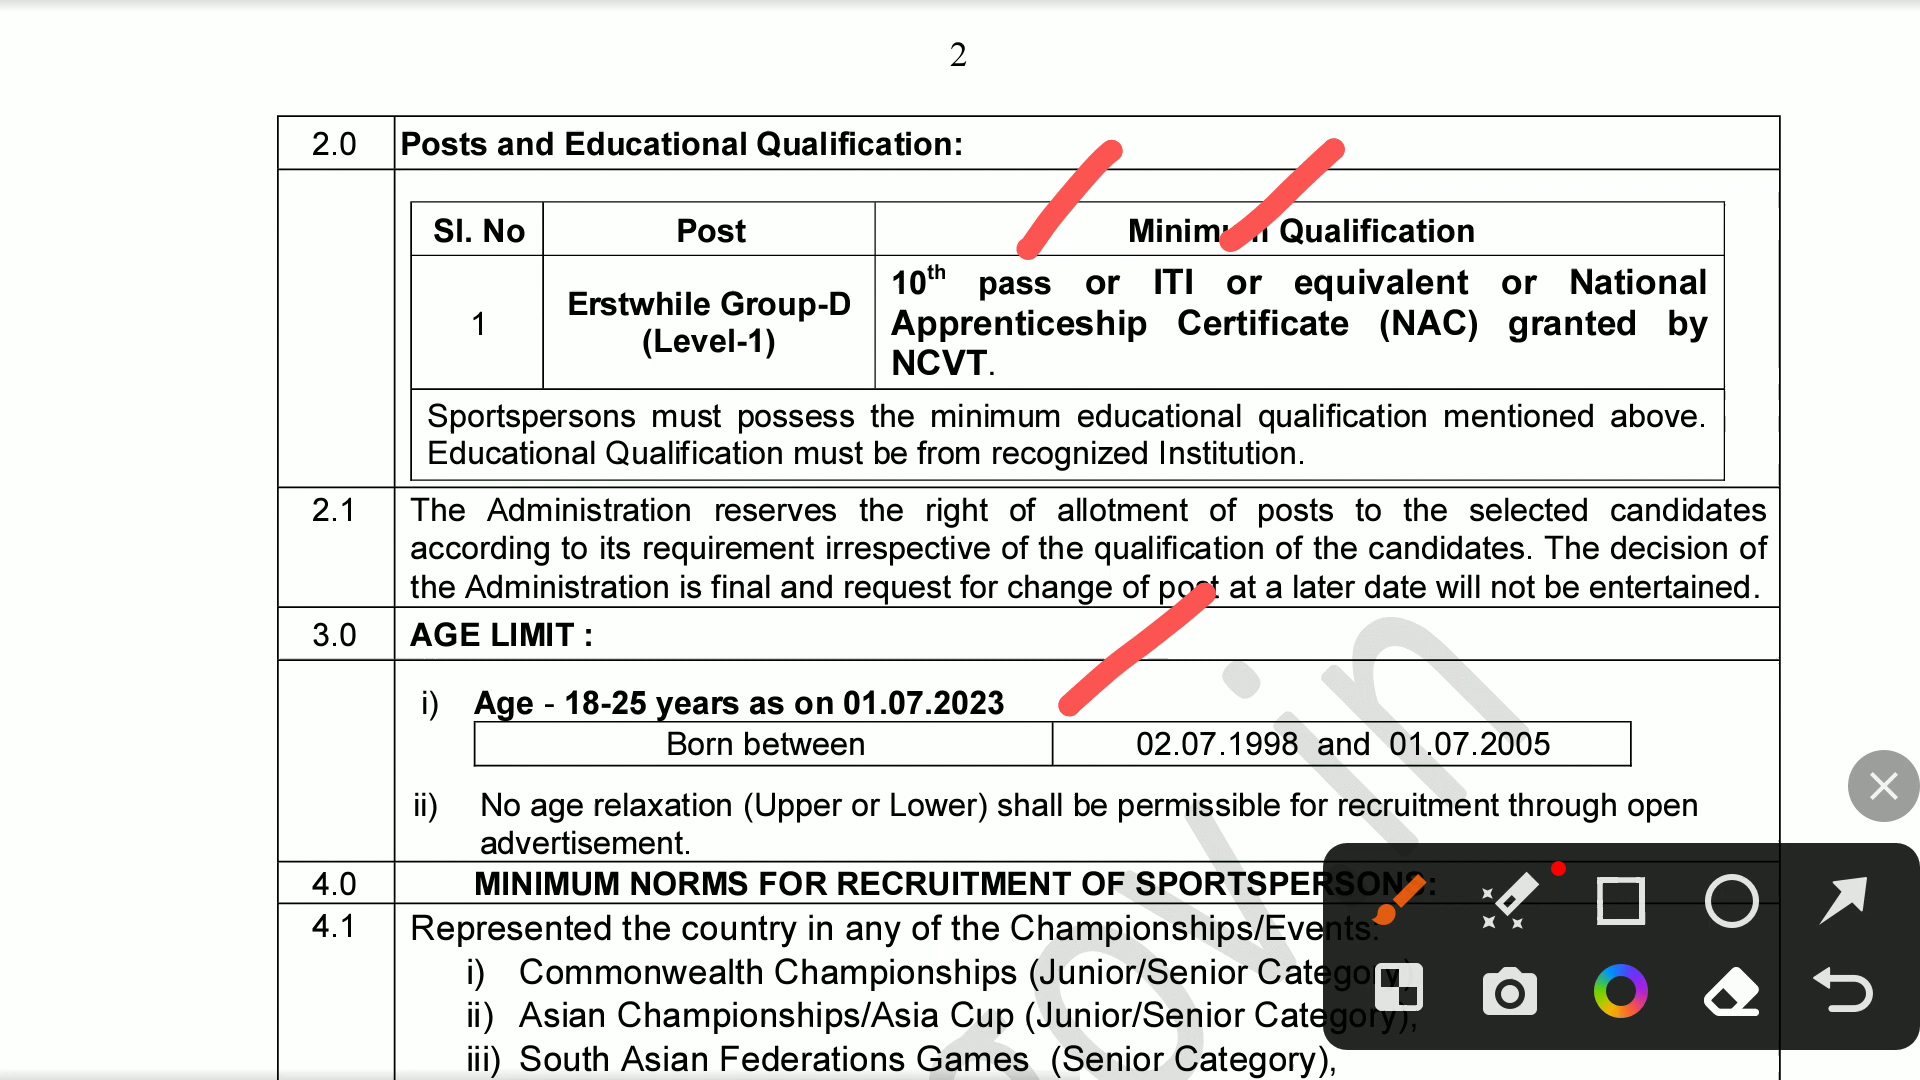 2
2.0 Posts and Educational Qualification:
Sl. No Post Minimum Qualification
1 Erstwhile Group-D (Level-1) 10th pass or ITI or equivalent or National
Apprenticeship Certificate (NAC) granted by
NCVT.
Sportspersons must possess the minimum educational qualification mentioned above.
Educational Qualification must be from recognized Institution.
2.1 The Administration reserves the right of allotment of posts to the selected candidates
according to its requirement irrespective of the qualification of the candidates. The decision of
the Administration is final and request for change of post at a later date will not be entertained.
3.0 AGE LIMIT :
i) Age - 18-25 years as on 01.07.2023
Born between 02.07.1998 and 01.07.2005
ii) No age relaxation (Upper or Lower) shall be permissible for recruitment through open
advertisement.
4.0 MINIMUM NORMS FOR RECRUITMENT OF SPORTSPERSONS:
4.1 Represented the country in any of the Championships/Events:
i) Commonwealth Championships (Junior/Senior Category),
ii) Asian Championships/Asia Cup (Junior/Senior Category),
iii) South Asian Federations Games (Senior Category),
gov in